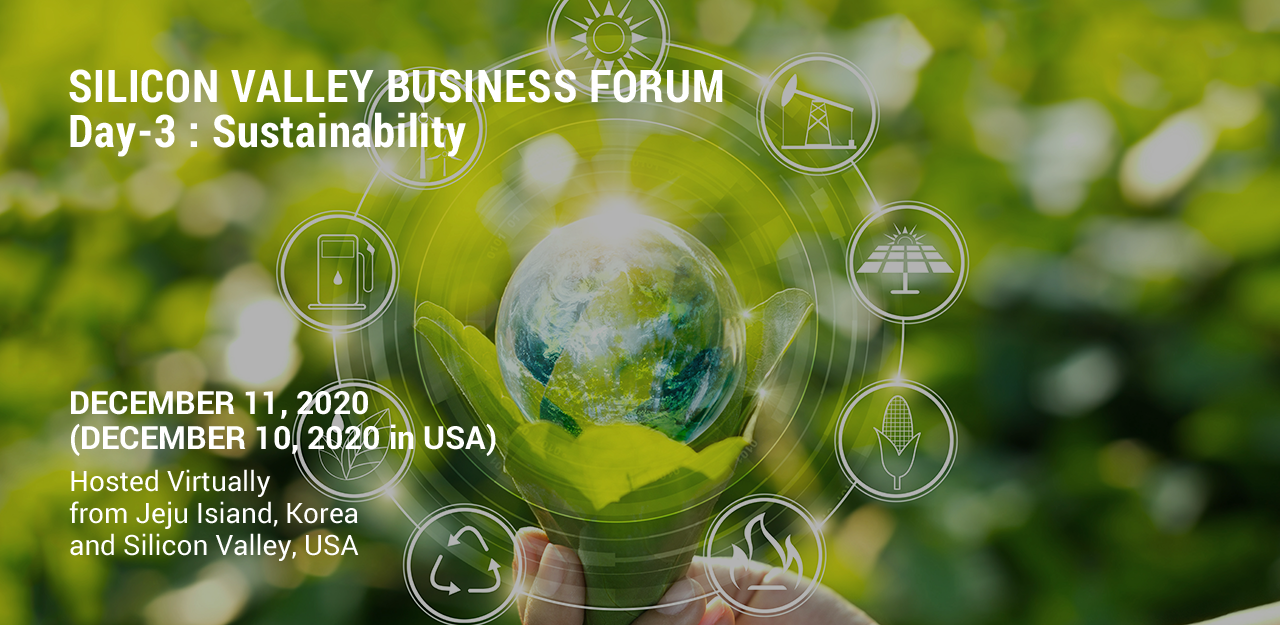 SILICON VALLEY BUSINESS FORUM
Day-3 : Sustainability
DECEMBER 11, 2020
(DECEMBER 10, 2020 in USA)
Hosted Virtually
from Jeju Isiand, Korea
and Silicon Valley, USA